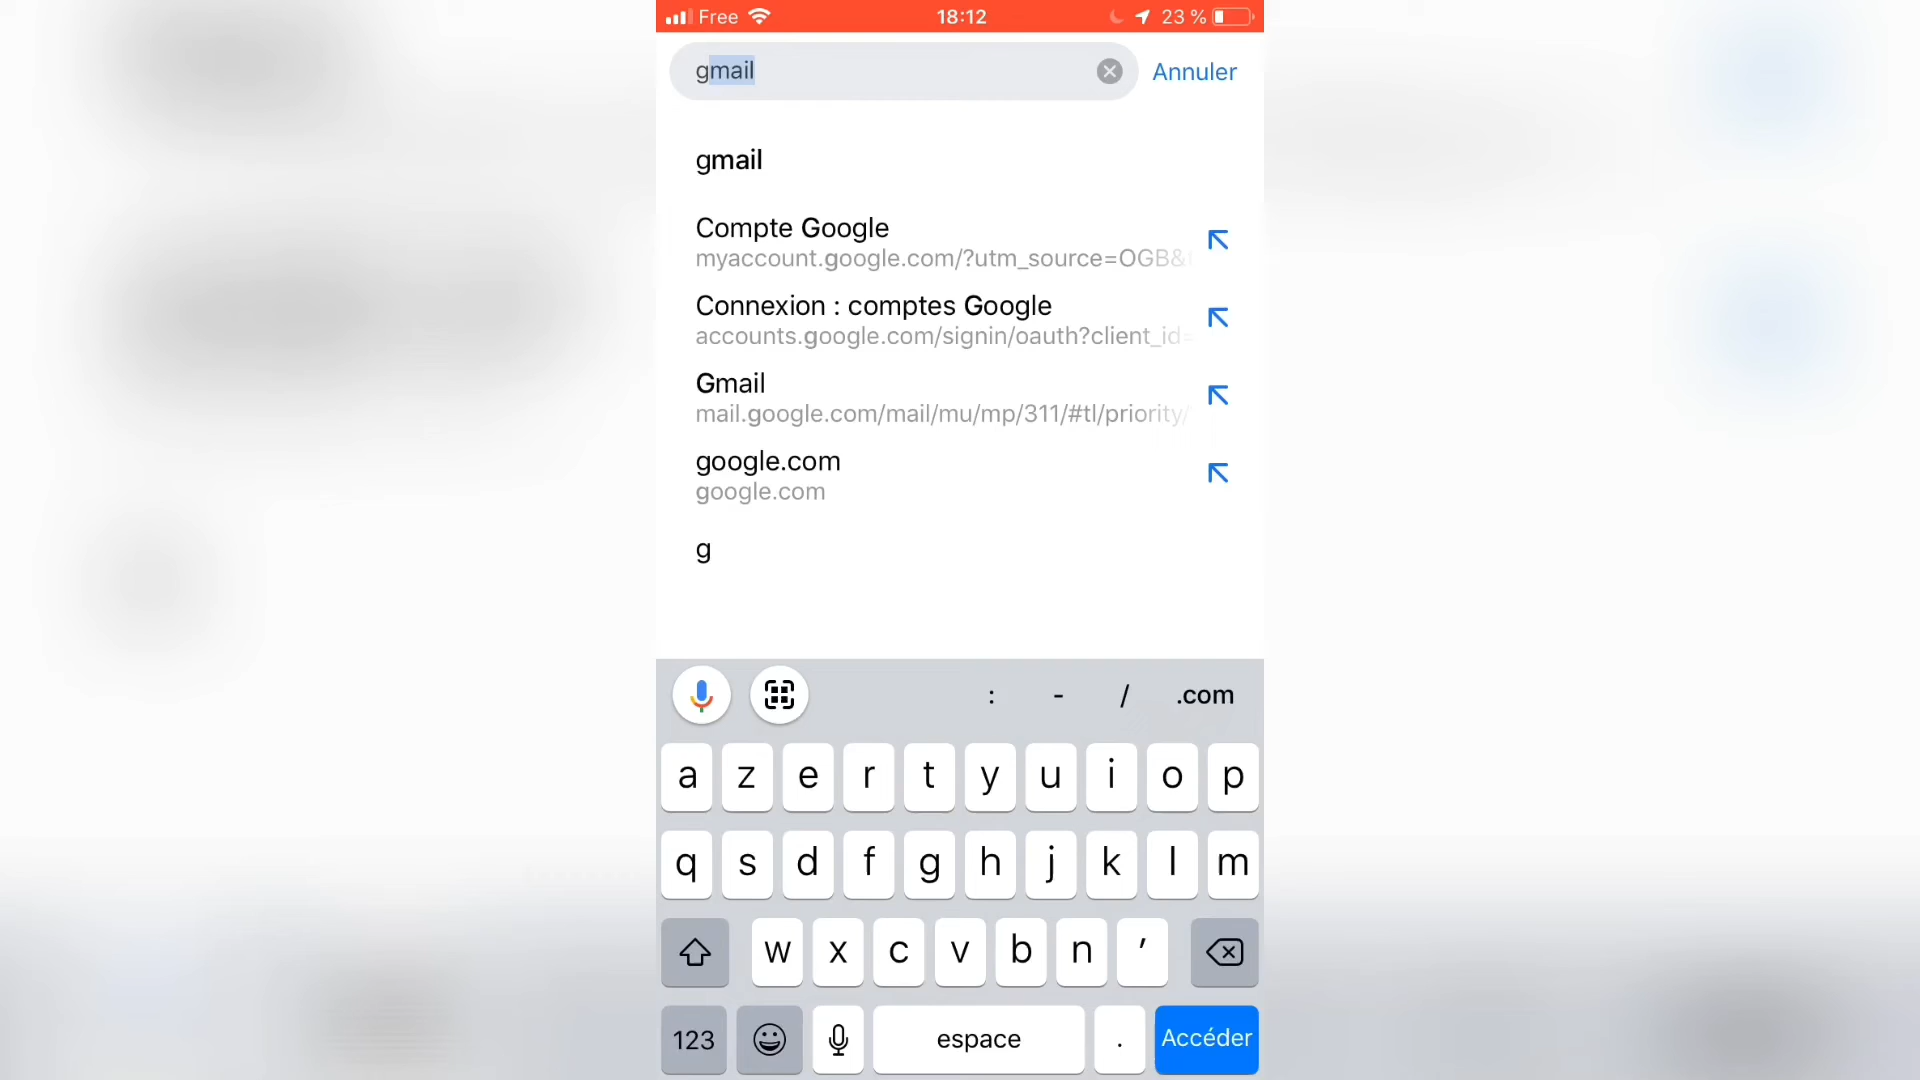 Free 18:12 23 %
gmail Annuler
gmail
Compte Google
myaccount.google.com/?utm_source=OGB&
Connexion : comptes Google
accounts.google.com/signin/oauth?client_id=
Gmail
mail.google.com/mail/mu/mp/311/#tl/priority/
google.com
google.com
g
: - / .com
a z e r t y u i o p
q s d f g h j k l m
w x c v b n ′
123 espace . Accéder